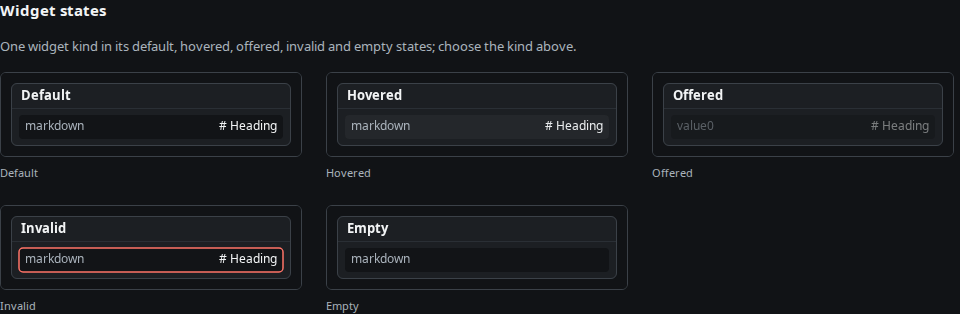 Widget states
One widget kind in its default, hovered, offered, invalid and empty states; choose the kind above.
Default
markdown # Heading
Default
Hovered
markdown # Heading
Hovered
Offered
value0 # Heading
Offered
Invalid
markdown # Heading
Invalid
Empty
markdown
Empty